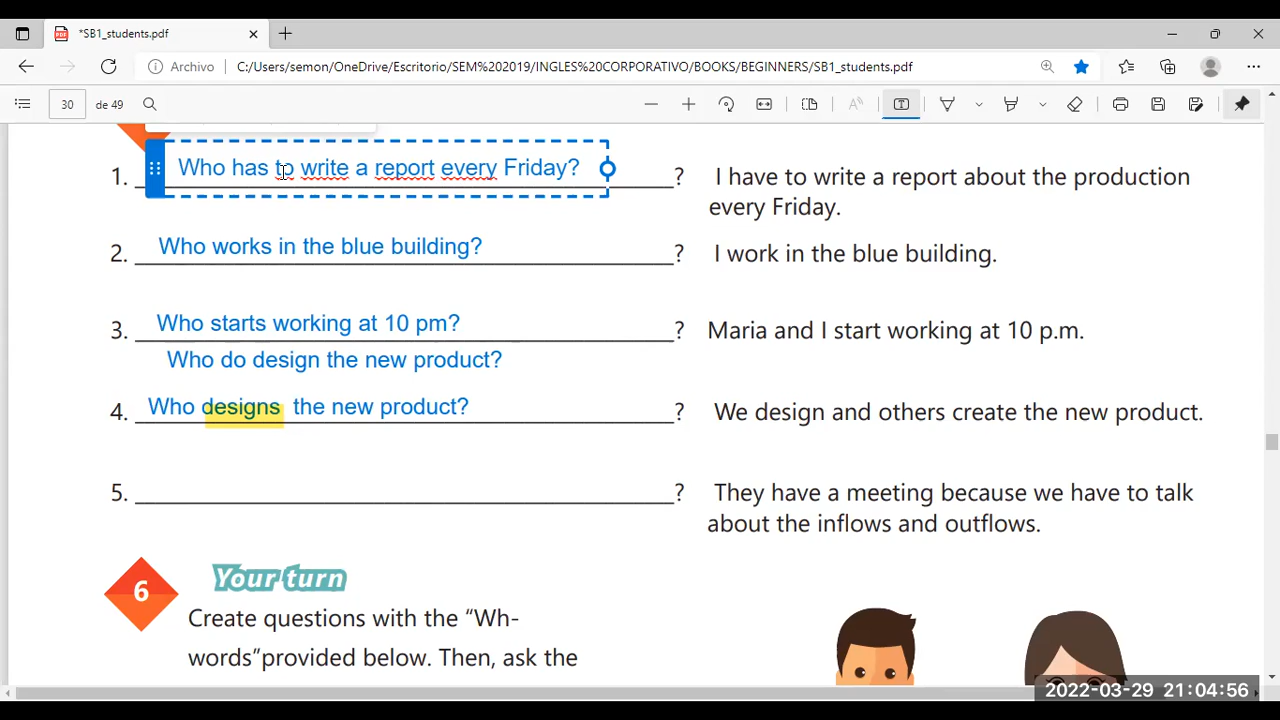 *SB1_students.pdf
Archivo C:/Users/semon/OneDrive/Escritorio/SEM%202019/INGLES%20CORPORATIVO/BOOKS/BEGINNERS/SB1_students.pdf
30 de 49
1. Who has to write a report every Friday? ? I have to write a report about the production
every Friday.
2. Who works in the blue building? ? I work in the blue building.
3. Who starts working at 10 pm? ? Maria and I start working at 10 p.m.
Who do design the new product?
4. Who designs the new product? ? We design and others create the new product.
5. ? They have a meeting because we have to talk
about the inflows and outflows.
6 Your turn
Create questions with the “Wh-
words”provided below. Then, ask the
2022-03-29 21:04:56